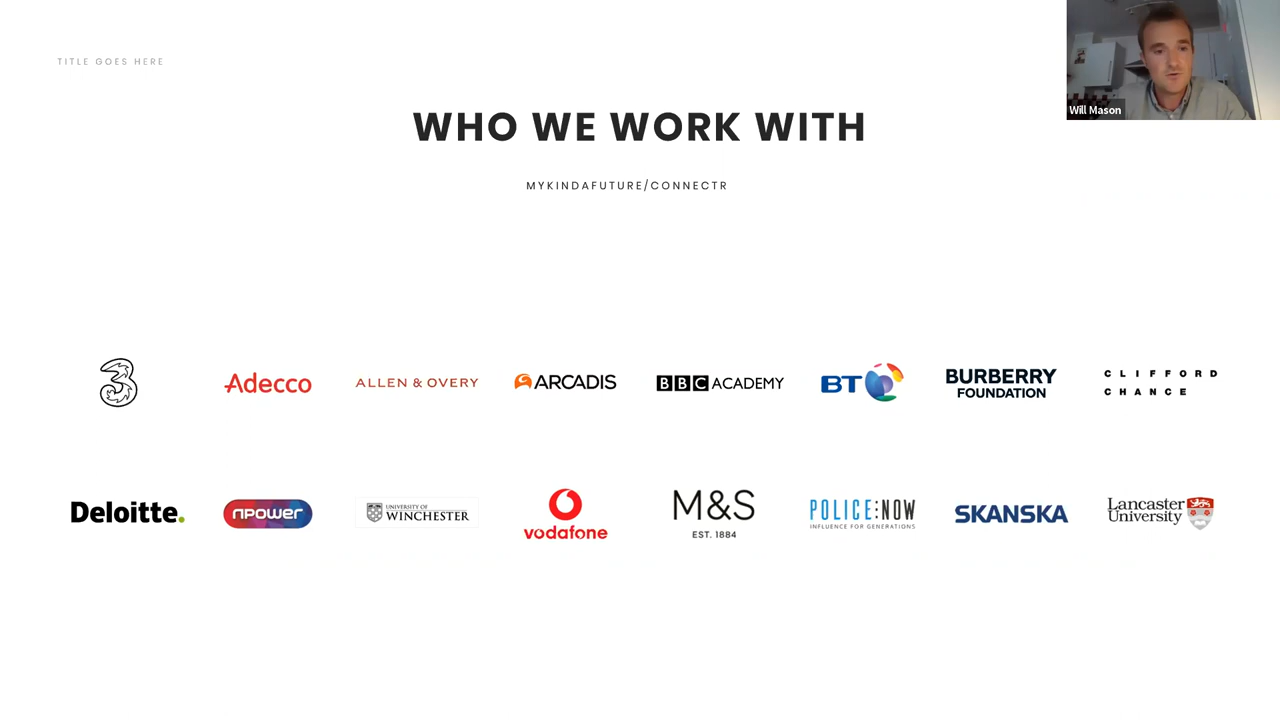 TITLE GOES HERE
WHO WE WORK WITH
MYKINDAFUTURE/CONNECTR
Will Mason
3
Adecco
ALLEN & OVERY
ARCADIS
BBC ACADEMY
BT
BURBERRY
FOUNDATION
CLIFFORD
CHANCE
Deloitte.
npower
UNIVERSITY OF
WINCHESTER
vodafone
M&S
EST. 1884
POLICE:NOW
INFLUENCE FOR GENERATIONS
SKANSKA
Lancaster
University